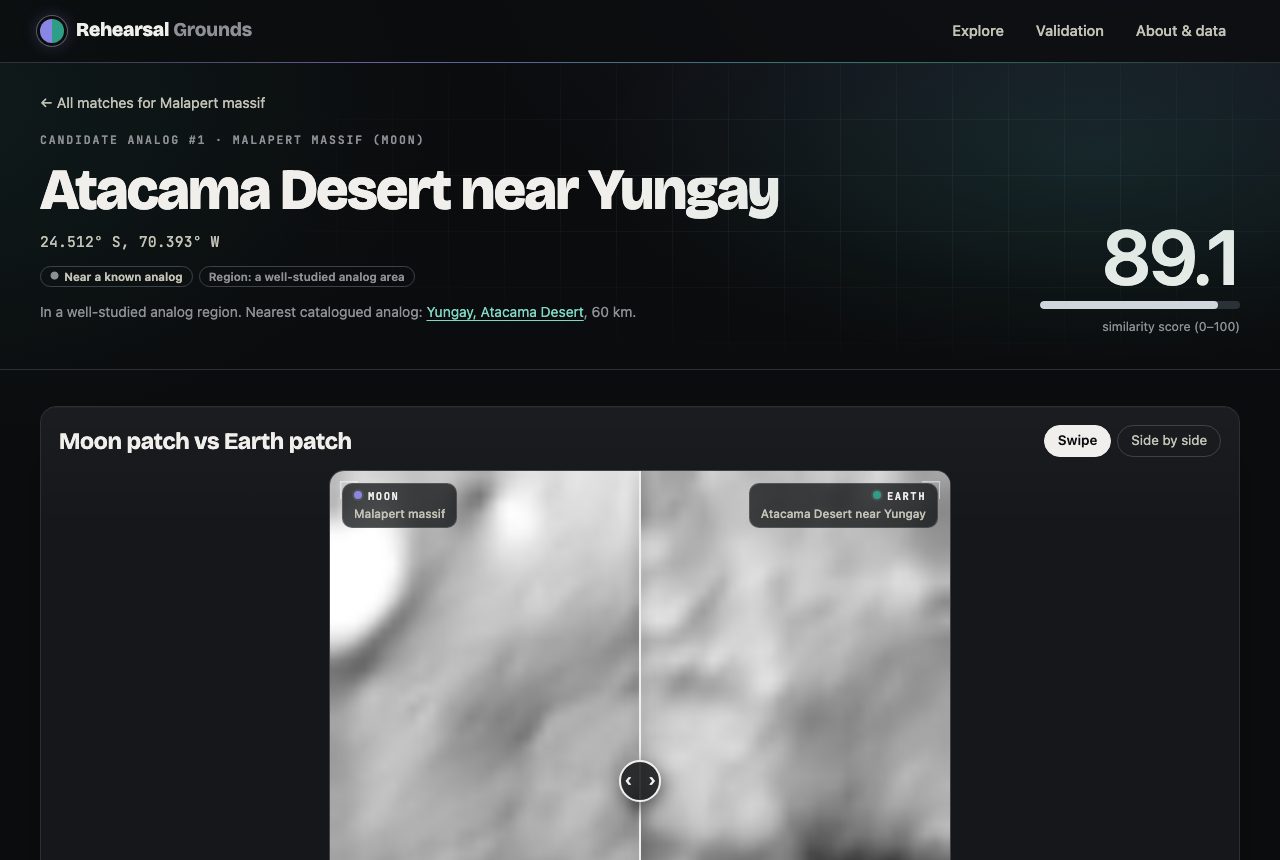 Rehearsal Grounds
Explore
Validation
About & data
← All matches for Malapert massif
CANDIDATE ANALOG #1 · MALAPERT MASSIF (MOON)
Atacama Desert near Yungay
24.512° S, 70.393° W
Near a known analog
Region: a well-studied analog area
In a well-studied analog region. Nearest catalogued analog: Yungay, Atacama Desert, 60 km.
89.1
similarity score (0–100)
Moon patch vs Earth patch
Swipe
Side by side
MOON
Malapert massif
EARTH
Atacama Desert near Yungay